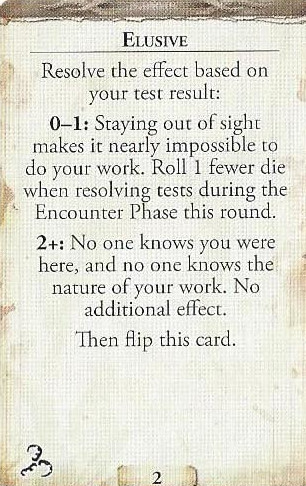 ELUSIVE
Resolve the effect based on
your test result:
0–1: Staying out of sight
makes it nearly impossible to
do your work. Roll 1 fewer die
when resolving tests during the
Encounter Phase this round.
2+: No one knows you were
here, and no one knows the
nature of your work. No
additional effect.
Then flip this card.
2